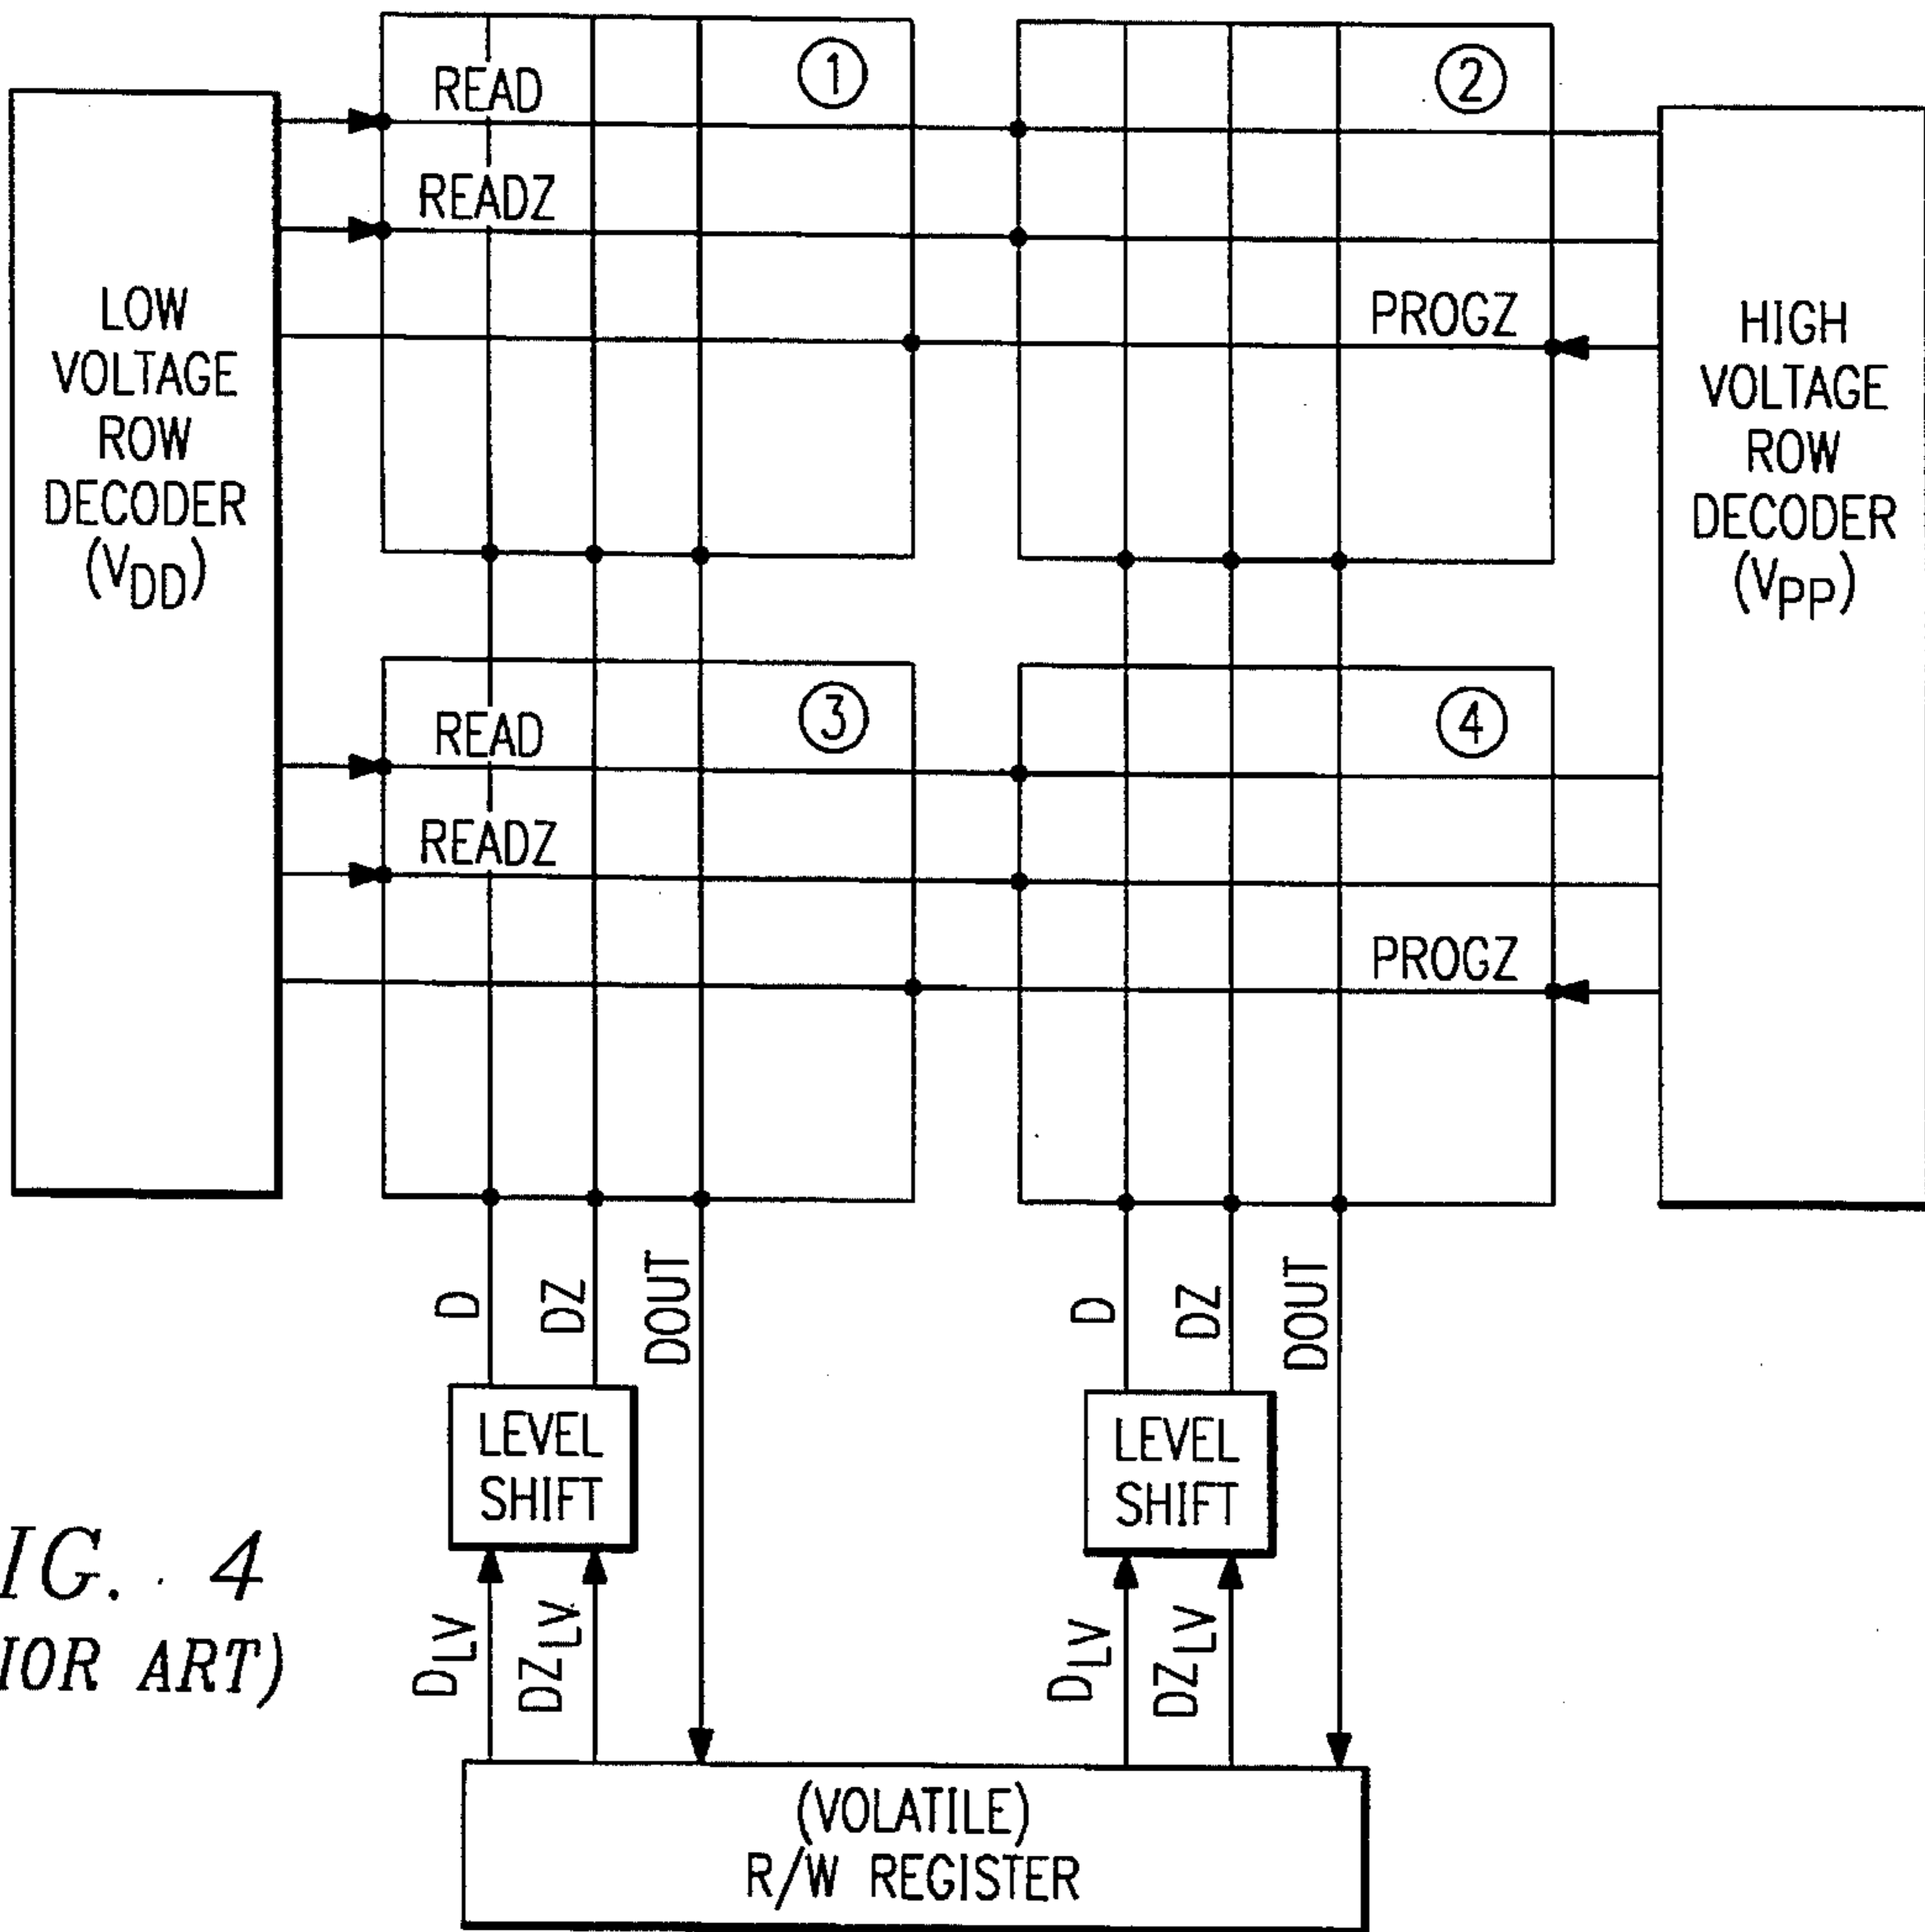 READ
①
②
READZ
PROGZ
LOW
VOLTAGE
ROW
DECODER
(VDD)
HIGH
VOLTAGE
ROW
DECODER
(VPP)
READ
③
④
READZ
PROGZ
D
DZ
DOUT
D
DZ
DOUT
LEVEL
SHIFT
LEVEL
SHIFT
DLV
DZLV
DLV
DZLV
IG. 4
IOR ART)
(VOLATILE)
R/W REGISTER